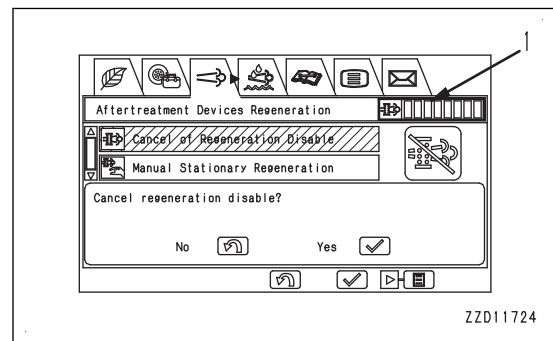 1
Aftertreatment Devices Regeneration
Cancel of Regeneration Disable
Manual Stationary Regeneration
Cancel regeneration disable?
No Yes
ZZD11724